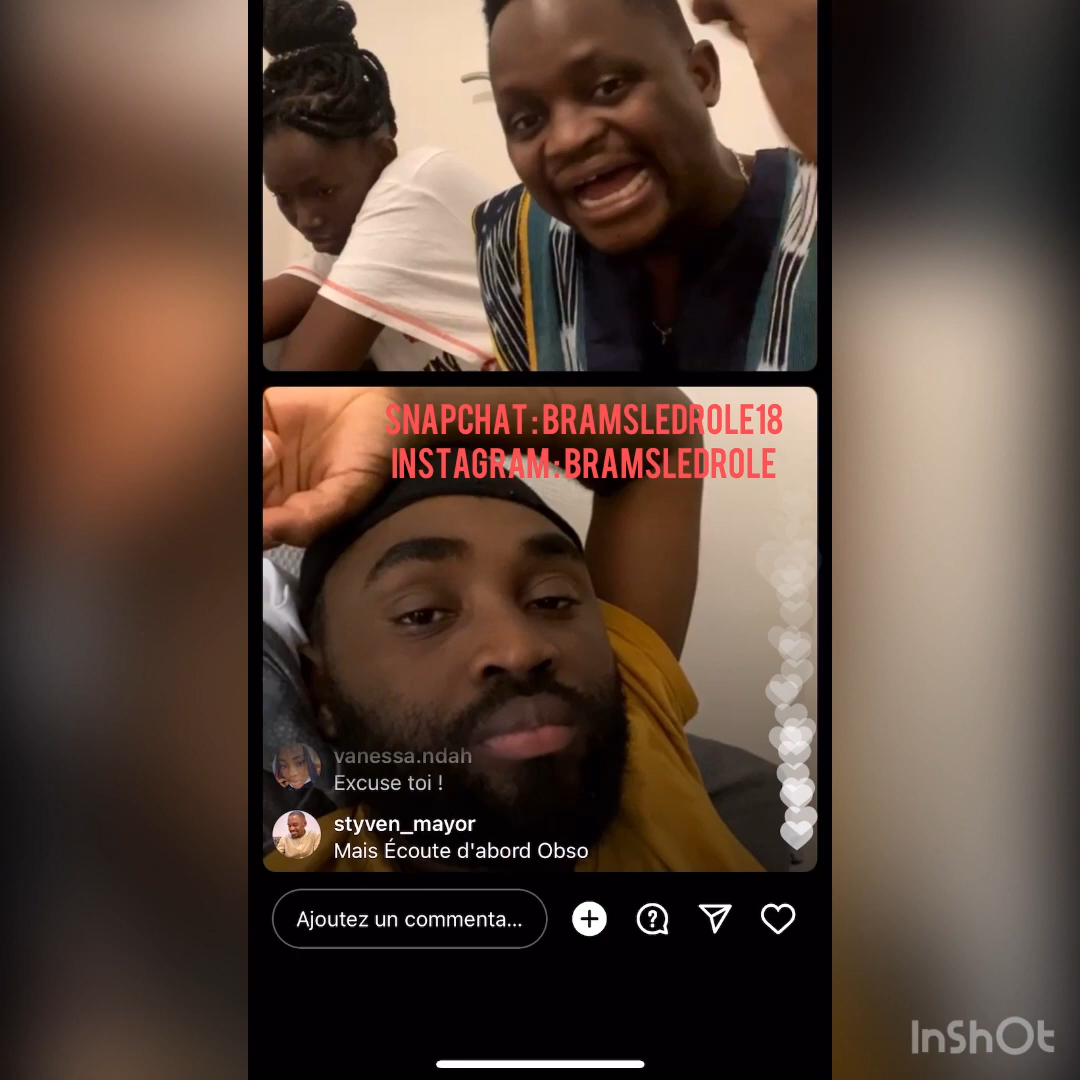 SNAPCHAT : BRAMSLEDROLE18
INSTAGRAM : BRAMSLEDROLE
vanessa.ndah
Excuse toi !
styven_mayor
Mais Écoute d'abord Obso
Ajoutez un commenta...
InShOt